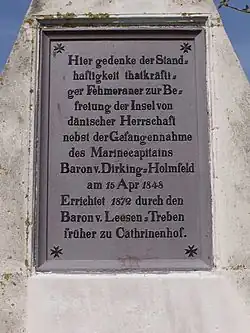 Hier gedenke der Stand=
haftigkeit thatkräfti=
ger Fehmeraner zur Be=
freiung der Insel von
dänischer Herrschaft
nebst der Gefangennahme
des Marinecapitains
Baron v. Dirking=Holmfeld
am 15 Apr 1848
Errichtet 1872 durch den
Baron v. Leesen=Treben
früher zu Cathrinenhof.